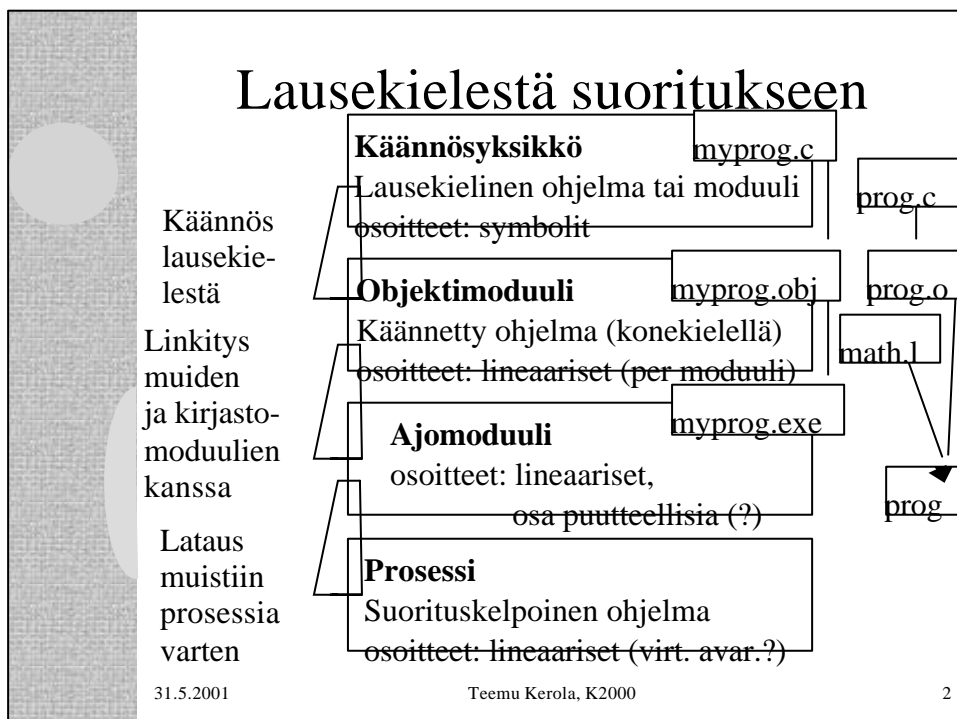 Lausekielestä suoritukseen
Käännösyksikkö
myprog.c
Lausekielinen ohjelma tai moduuli
osoitteet: symbolit
prog.c
Käännös
lausekie-
lestä
Objektimoduuli
myprog.obj
prog.o
Käännetty ohjelma (konekielellä)
osoitteet: lineaariset (per moduuli)
math.l
Linkitys
muiden
ja kirjasto-
moduulien
kanssa
Ajomoduuli
myprog.exe
osoitteet: lineaariset,
osa puutteellisia (?)
prog
Lataus
muistiin
prosessia
varten
Prosessi
Suorituskelpoinen ohjelma
osoitteet: lineaariset (virt. avar.?)
31.5.2001
Teemu Kerola, K2000
2